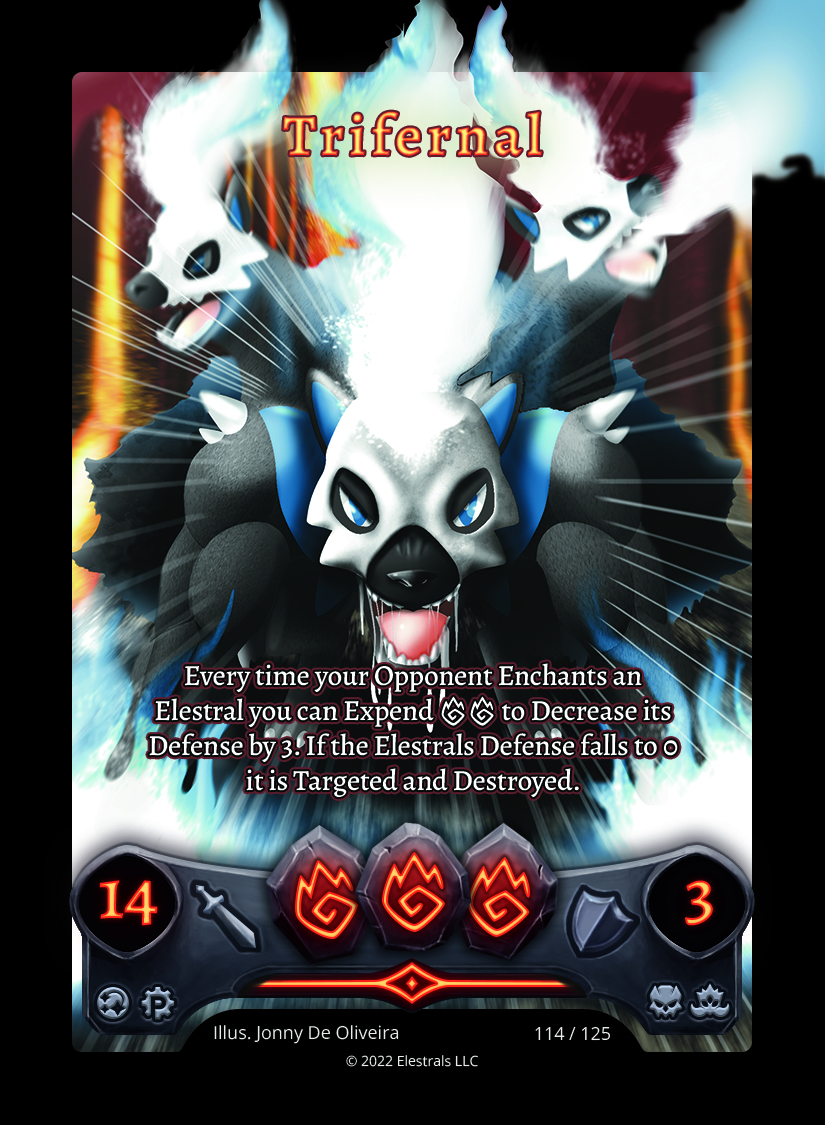 Trifernal
Every time your Opponent Enchants an
Elestral you can Expend to Decrease its
Defense by 3. If the Elestrals Defense falls to 0
it is Targeted and Destroyed.
14
3
P
Illus. Jonny De Oliveira
114 / 125
© 2022 Elestrals LLC